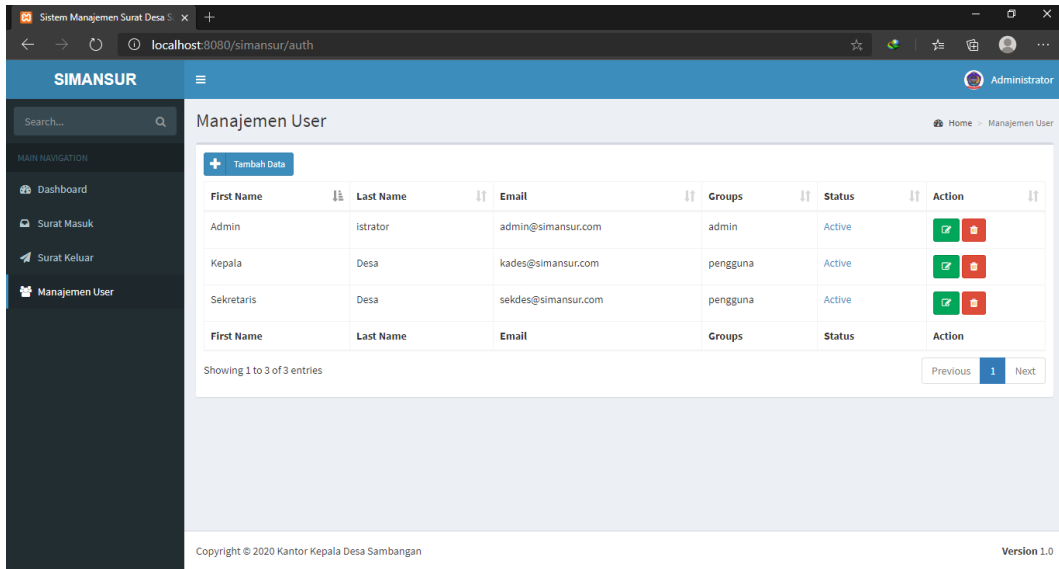 Sistem Manajemen Surat Desa S
localhost:8080/simansur/auth
SIMANSUR
Administrator
Search...
MAIN NAVIGATION
Dashboard
Surat Masuk
Surat Keluar
Manajemen User
Manajemen User
Home > Manajemen User
Tambah Data
First Name Last Name Email Groups Status Action
Admin istrator admin@simansur.com admin Active
Kepala Desa kades@simansur.com pengguna Active
Sekretaris Desa sekdes@simansur.com pengguna Active
First Name Last Name Email Groups Status Action
Showing 1 to 3 of 3 entries
Previous 1 Next
Copyright © 2020 Kantor Kepala Desa Sambangan
Version 1.0